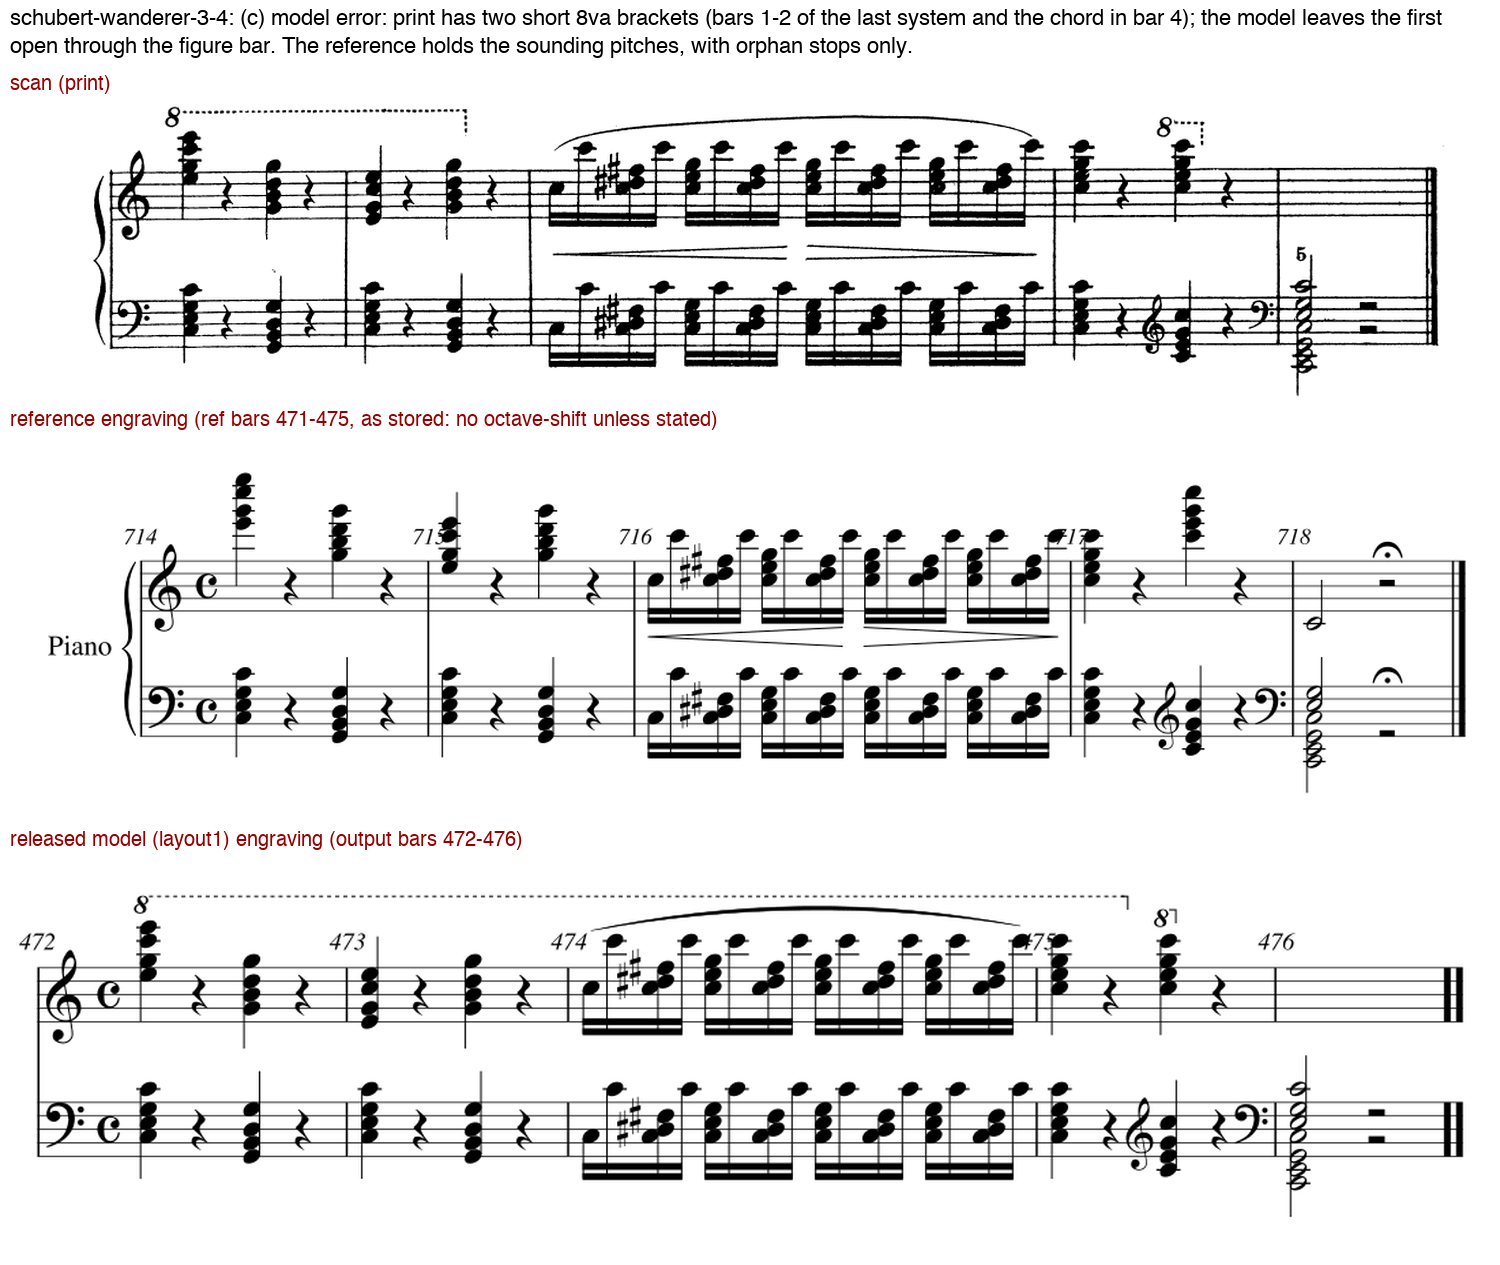 schubert-wanderer-3-4: (c) model error: print has two short 8va brackets (bars 1-2 of the last system and the chord in bar 4); the model leaves the first
open through the figure bar. The reference holds the sounding pitches, with orphan stops only.
scan (print)
8
8
5
reference engraving (ref bars 471-475, as stored: no octave-shift unless stated)
714
715
716
717
718
Piano
released model (layout1) engraving (output bars 472-476)
8
8
472
473
474
475
476